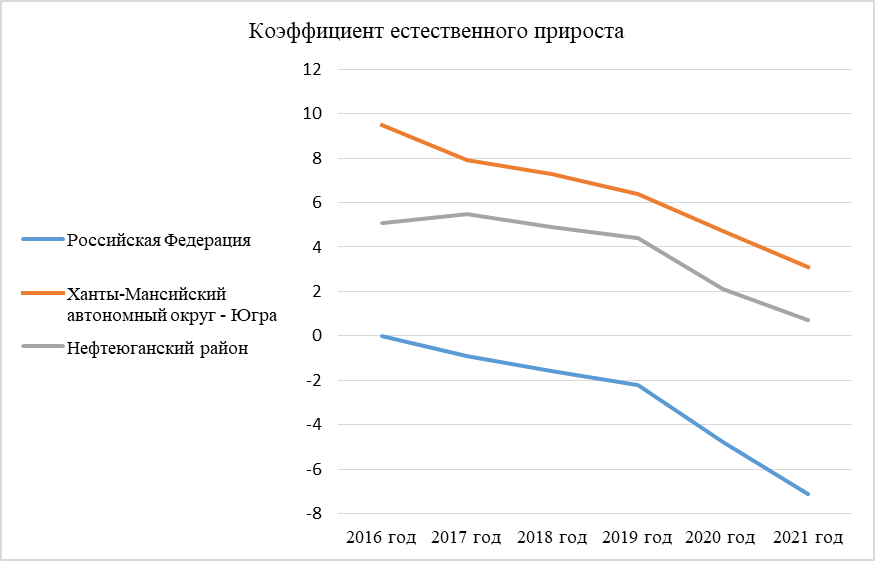 Коэффициент естественного прироста
12
10
8
6
4
2
0
-2
-4
-6
-8
Российская Федерация
Ханты-Мансийский
автономный округ - Югра
Нефтеюганский район
2016 год 2017 год 2018 год 2019 год 2020 год 2021 год